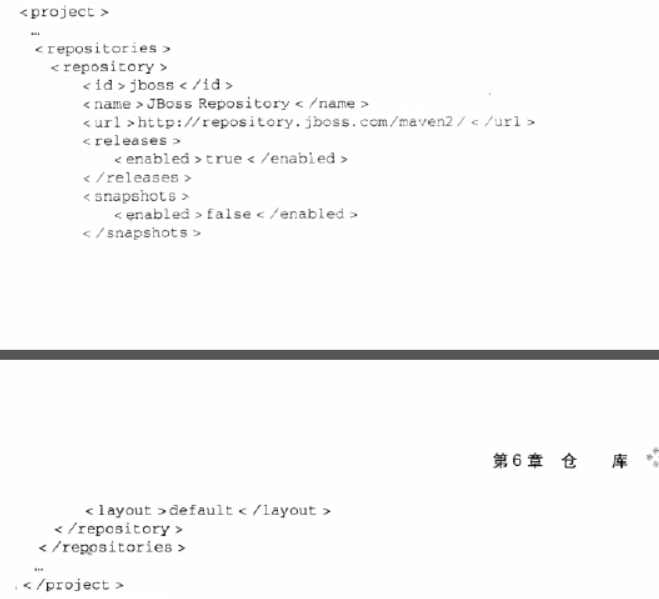 <project>
…
<repositories>
<repository>
<id>jboss</id>
<name>JBoss Repository</name>
<url>http://repository.jboss.com/maven2/</url>
<releases>
<enabled>true</enabled>
</releases>
<snapshots>
<enabled>false</enabled>
</snapshots>
第6章 仓 库
<layout>default</layout>
</repository>
</repositories>
…
</project>